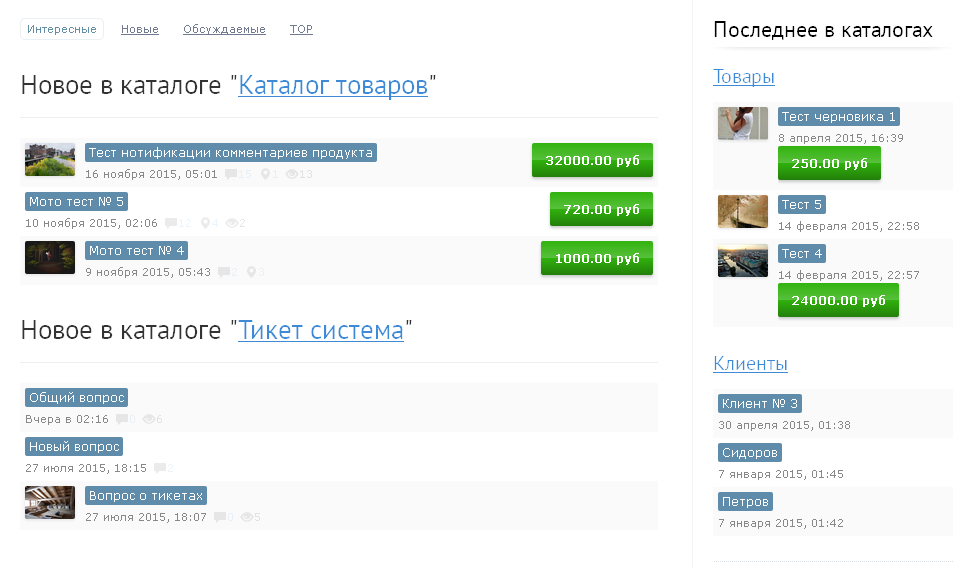 Интересные Новые Обсуждаемые TOP
Новое в каталоге "Каталог товаров"
Тест нотификации комментариев продукта
16 ноября 2015, 05:01 15 1 13
32000.00 руб
Мото тест № 5
10 ноября 2015, 02:06 12 4 2
720.00 руб
Мото тест № 4
9 ноября 2015, 05:43 2 3
1000.00 руб
Новое в каталоге "Тикет система"
Общий вопрос
Вчера в 02:16 0 6
Новый вопрос
27 июля 2015, 18:15 2
Вопрос о тикетах
27 июля 2015, 18:07 0 5
Последнее в каталогах
Товары
Тест черновика 1
8 апреля 2015, 16:39
250.00 руб
Тест 5
14 февраля 2015, 22:58
Тест 4
14 февраля 2015, 22:57
24000.00 руб
Клиенты
Клиент № 3
30 апреля 2015, 01:38
Сидоров
7 января 2015, 01:45
Петров
7 января 2015, 01:42